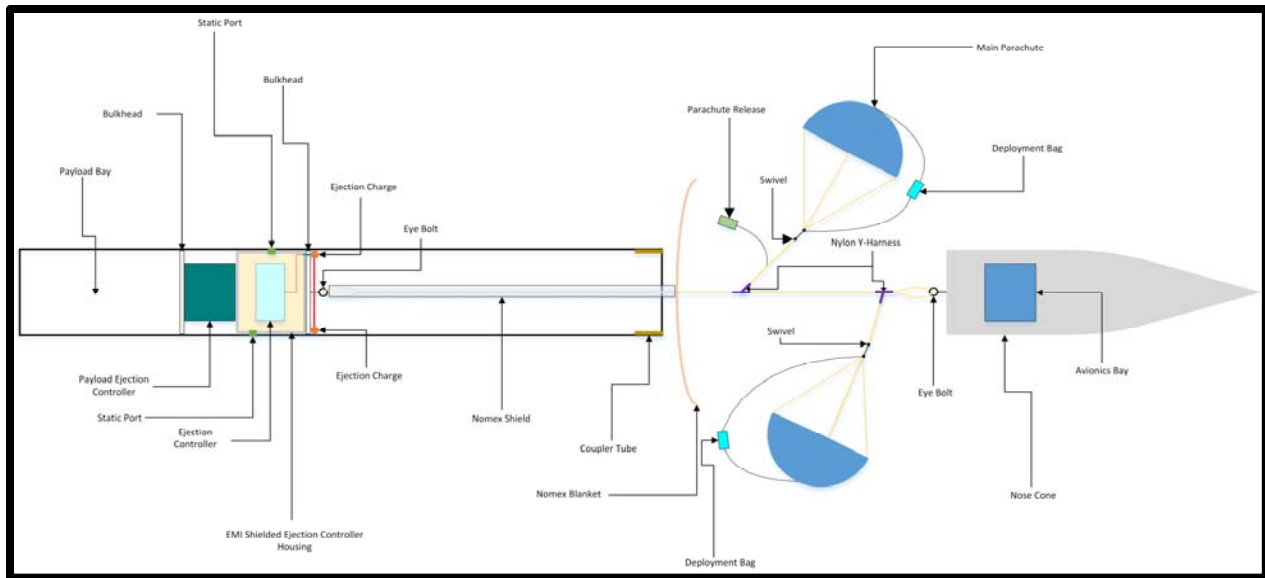 Static Port
Main Parachute
Bulkhead
Bulkhead
Parachute Release
Deployment Bag
Payload Bay
Ejection Charge
Swivel
Eye Bolt
Nylon Y-Harness
Swivel
Payload Ejection
Controller
Ejection Charge
Avionics Bay
Eye Bolt
Static Port
Nomex Shield
Ejection
Controller
Coupler Tube
Nomex Blanket
Nose Cone
EMI Shielded Ejection Controller
Housing
Deployment Bag